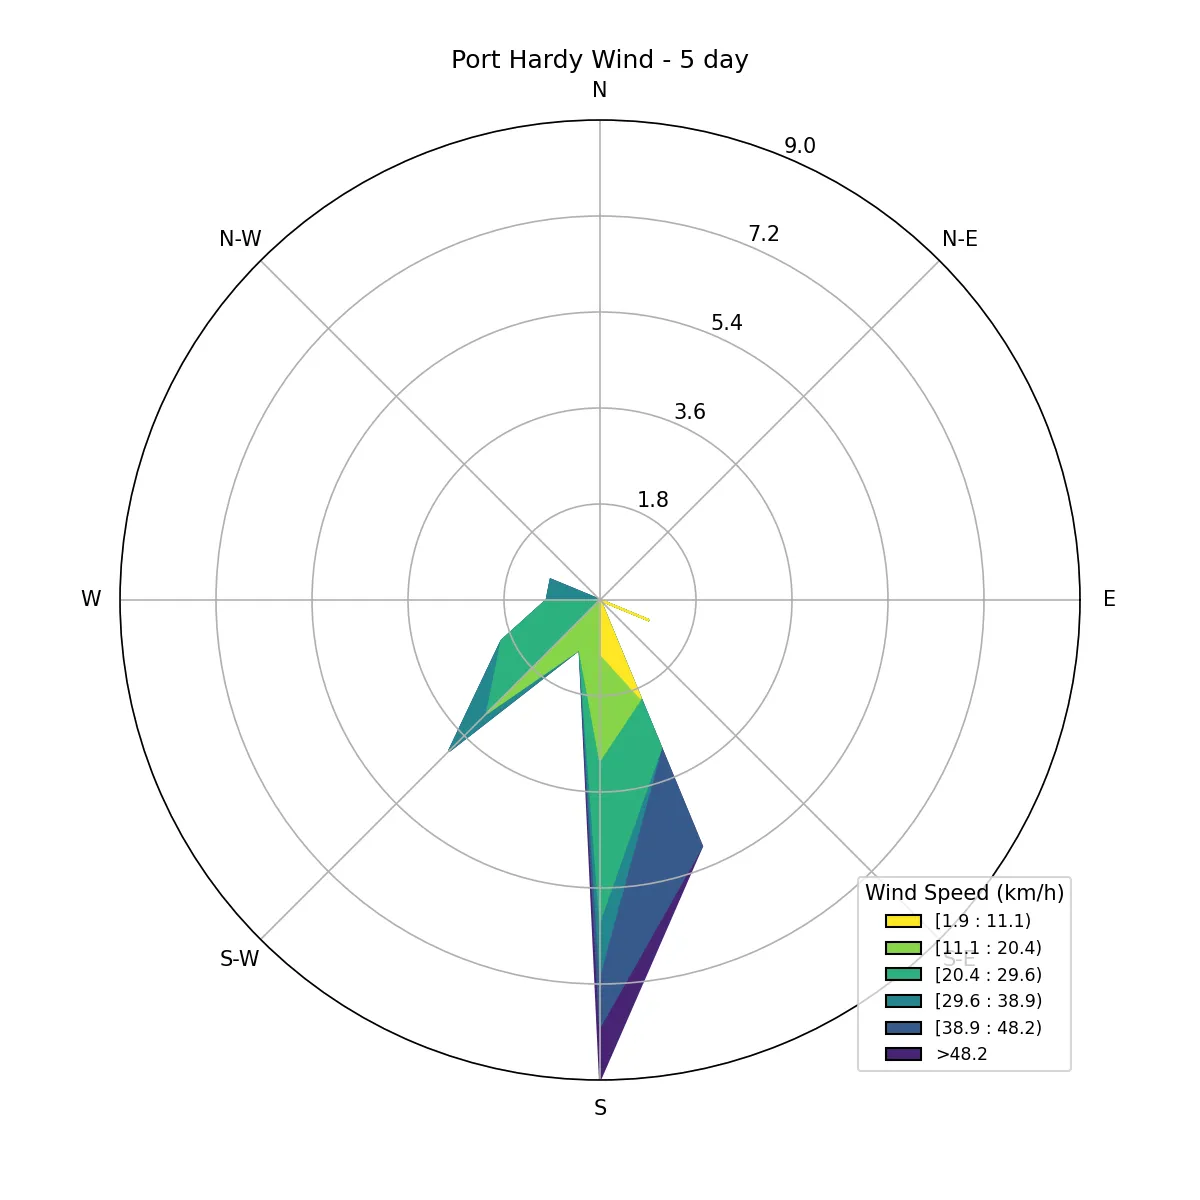 Port Hardy Wind - 5 day
N
9.0
7.2
N-W
N-E
5.4
3.6
1.8
W
E
Wind Speed (km/h)
[1.9 : 11.1)
[11.1 : 20.4)
S-W
S-E
[20.4 : 29.6)
[29.6 : 38.9)
[38.9 : 48.2)
>48.2
S